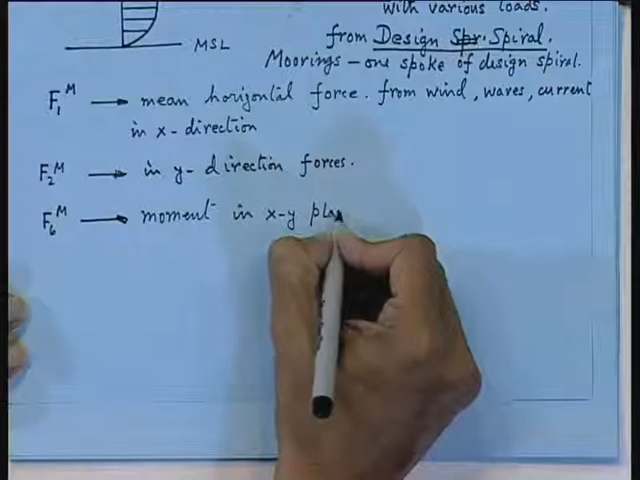 with various loads.
MSL
from Design Spr. Spiral.
Moorings – one spoke of design spiral.
F₁ᴹ → mean horizontal force. from wind, waves, current
in x - direction
F₂ᴹ → in y - direction forces.
F₆ᴹ → moment in x-y pla